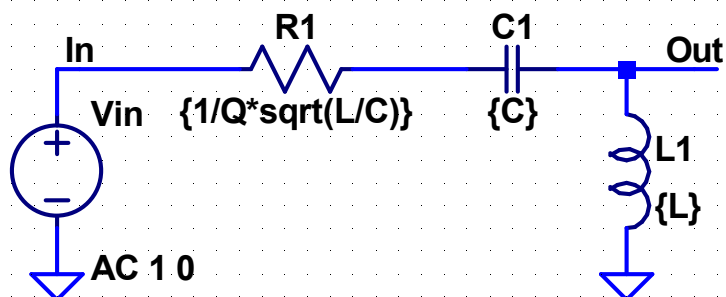 R1
C1
In
Out
Vin
{1/Q*sqrt(L/C)}
{C}
L1
{L}
AC 1 0